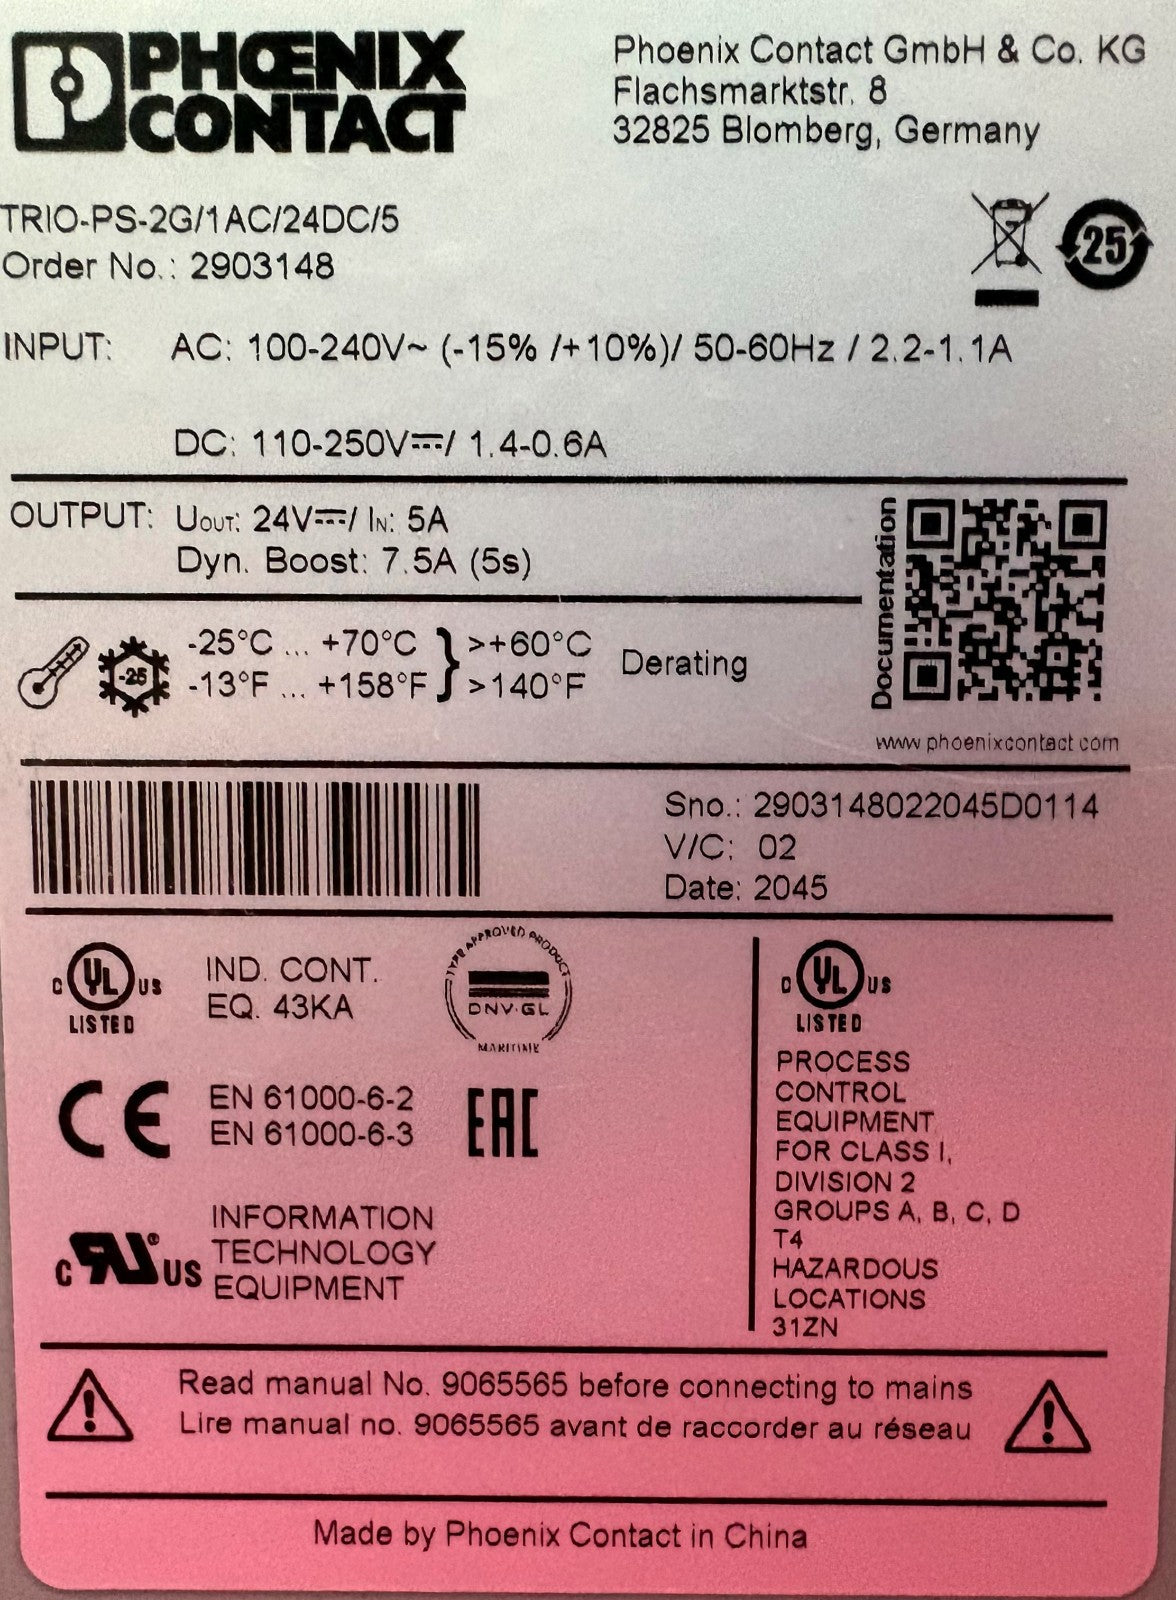 PHOENIX
CONTACT
Phoenix Contact GmbH & Co. KG
Flachsmarktstr. 8
32825 Blomberg, Germany
TRIO-PS-2G/1AC/24DC/5
Order No.: 2903148
25
INPUT: AC: 100-240V~ (-15% /+10%)/ 50-60Hz / 2.2-1.1A
DC: 110-250V⎓/ 1.4-0.6A
OUTPUT: UOUT: 24V⎓/ IN: 5A
Dyn. Boost: 7.5A (5s)
Documentation
www.phoenixcontact.com
-25
-25°C ... +70°C } >+60°C
-13°F ... +158°F } >140°F
Derating
Sno.: 2903148022045D0114
V/C: 02
Date: 2045
C UL US
LISTED
IND. CONT.
EQ. 43KA
TYPE APPROVED PRODUCT
DNV·GL
MARITIME
CE
EN 61000-6-2
EN 61000-6-3
EAC
C RU® US
INFORMATION
TECHNOLOGY
EQUIPMENT
C UL US
LISTED
PROCESS
CONTROL
EQUIPMENT
FOR CLASS I,
DIVISION 2
GROUPS A, B, C, D
T4
HAZARDOUS
LOCATIONS
31ZN
Read manual No. 9065565 before connecting to mains
Lire manual no. 9065565 avant de raccorder au réseau
Made by Phoenix Contact in China